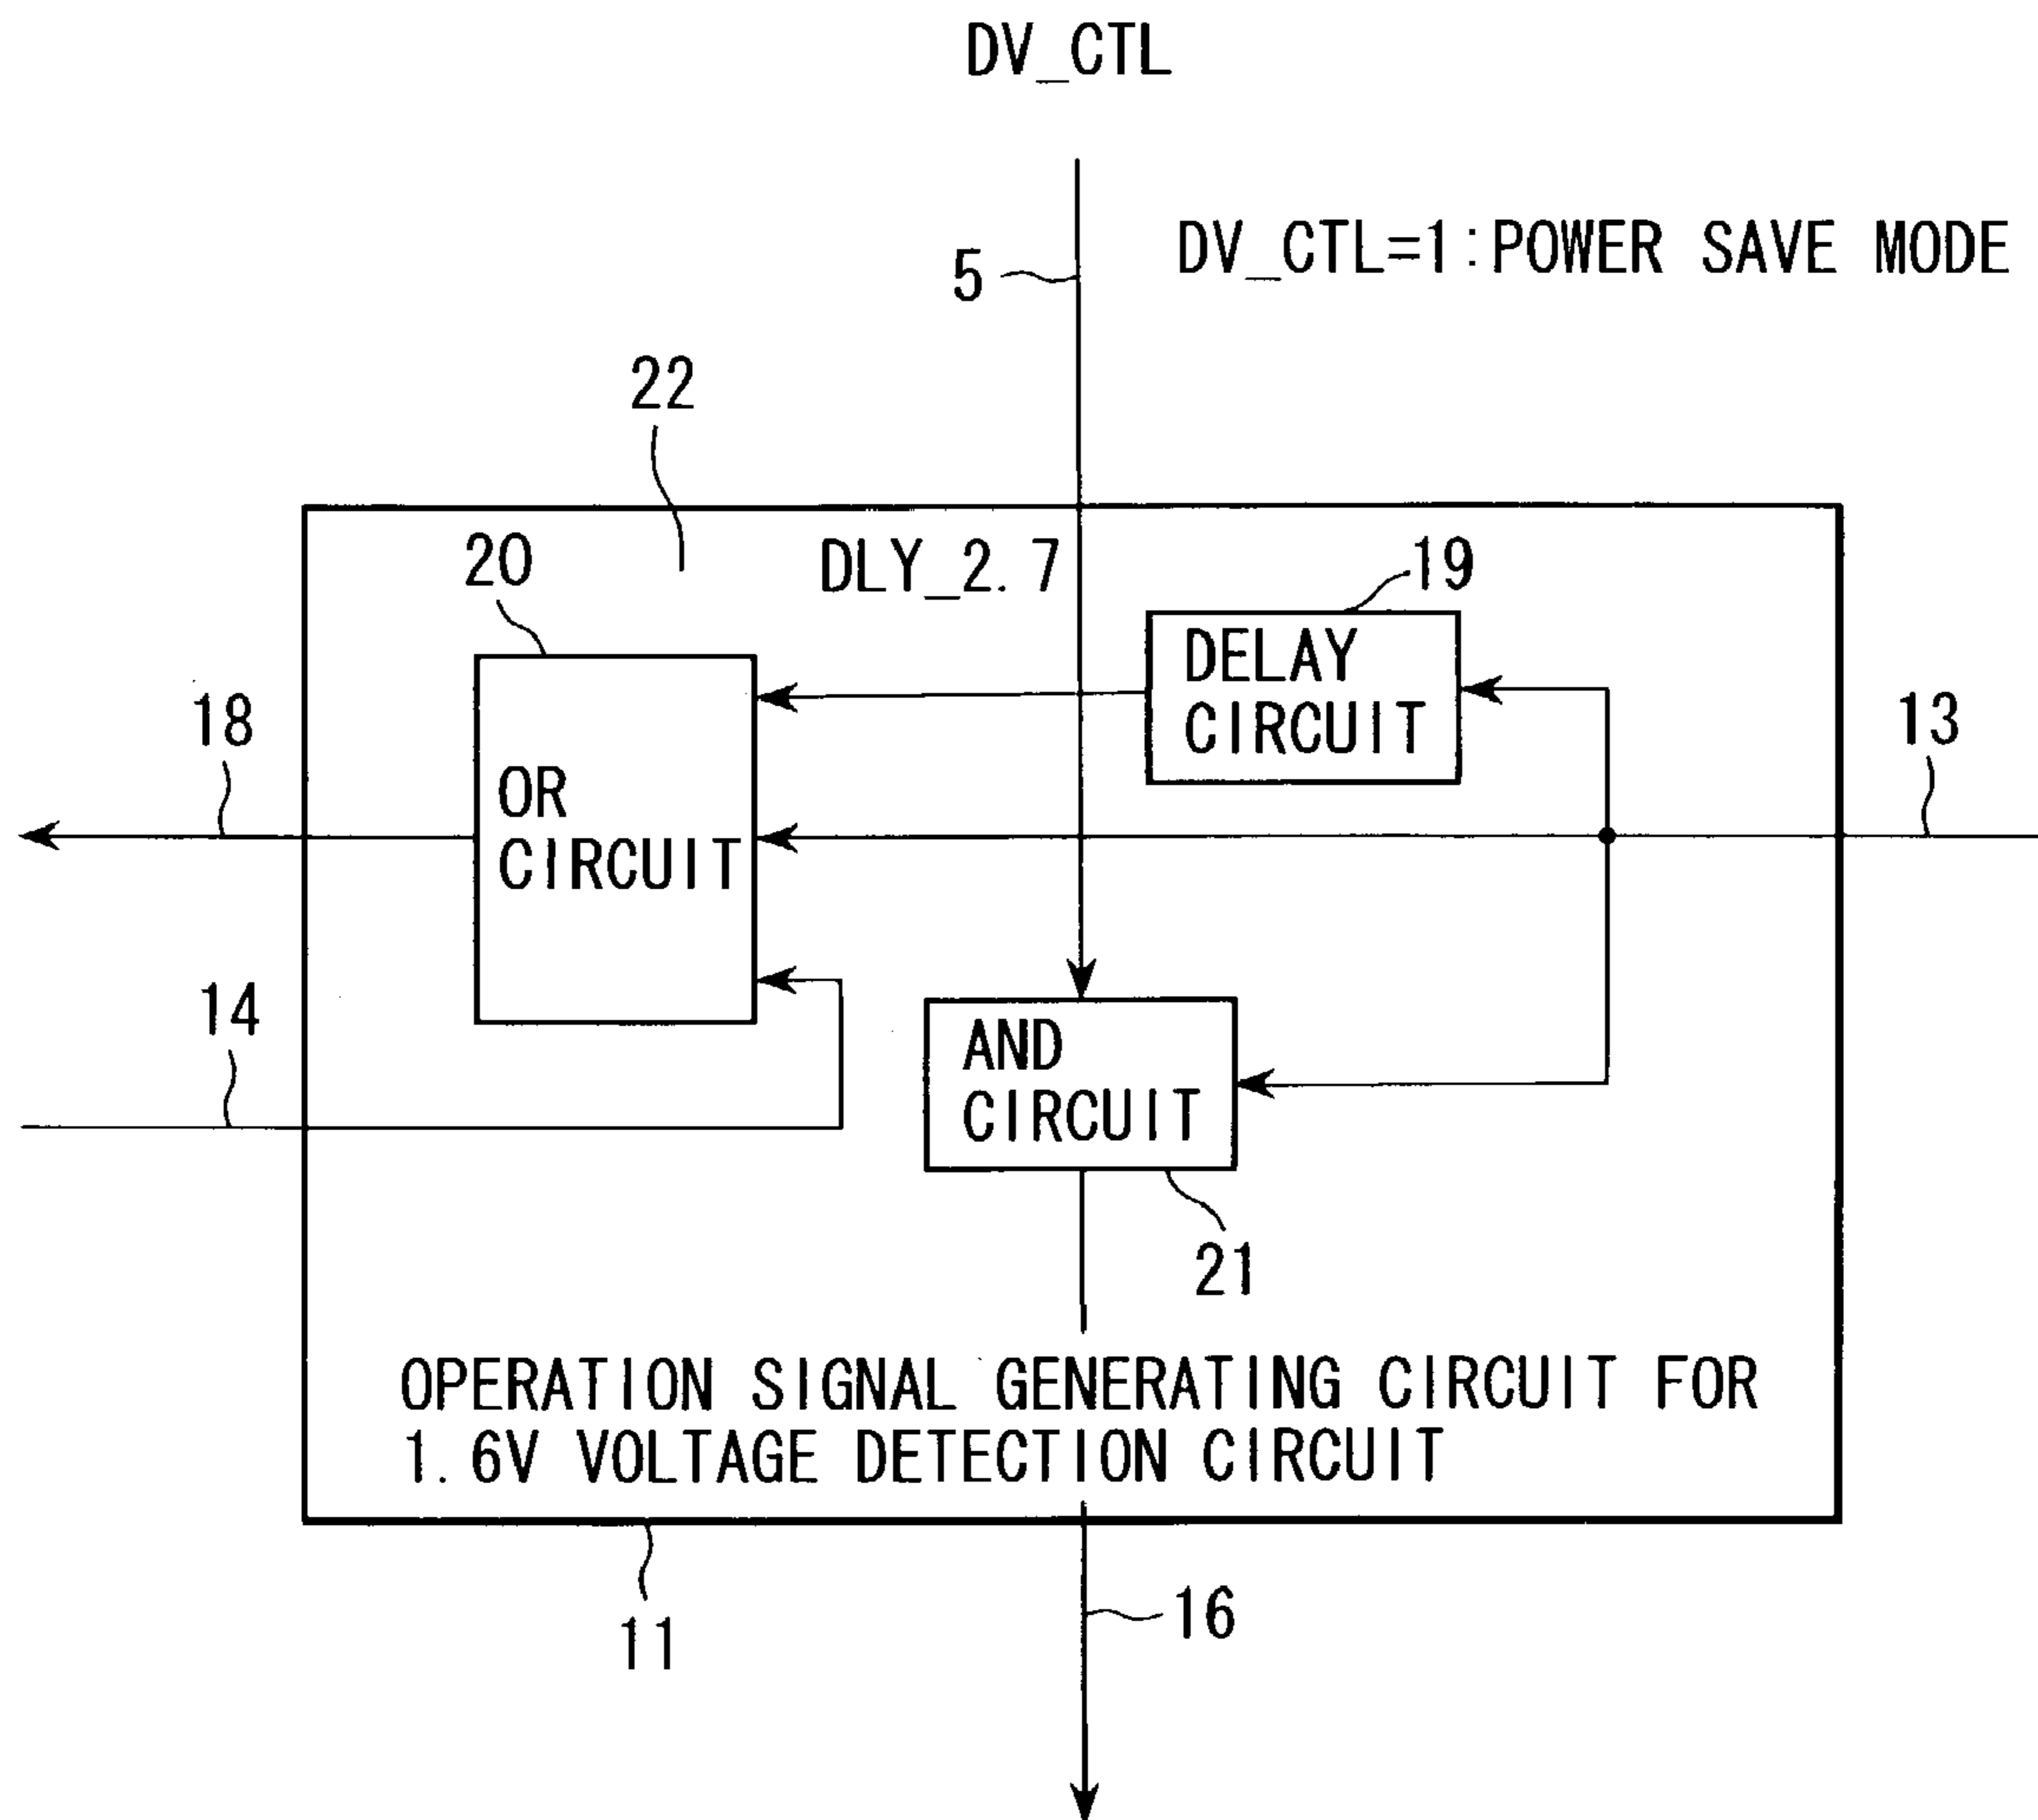 DV_CTL
5
DV_CTL=1:POWER SAVE MODE
22
20
DLY_2.7
19
DELAY
CIRCUIT
18
13
OR
CIRCUIT
14
AND
CIRCUIT
21
OPERATION SIGNAL GENERATING CIRCUIT FOR
1.6V VOLTAGE DETECTION CIRCUIT
11
16